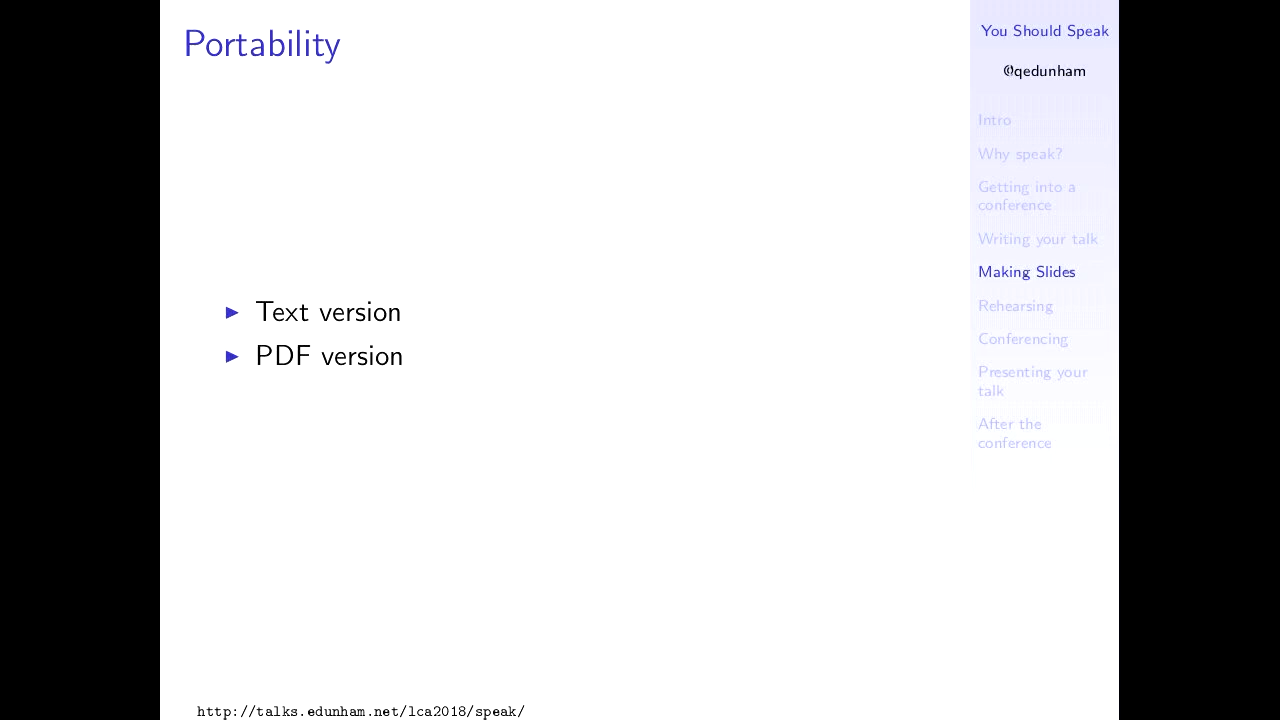 Portability
Text version
PDF version
http://talks.edunham.net/lca2018/speak/
You Should Speak
@qedunham
Intro
Why speak?
Getting into a
conference
Writing your talk
Making Slides
Rehearsing
Conferencing
Presenting your
talk
After the
conference